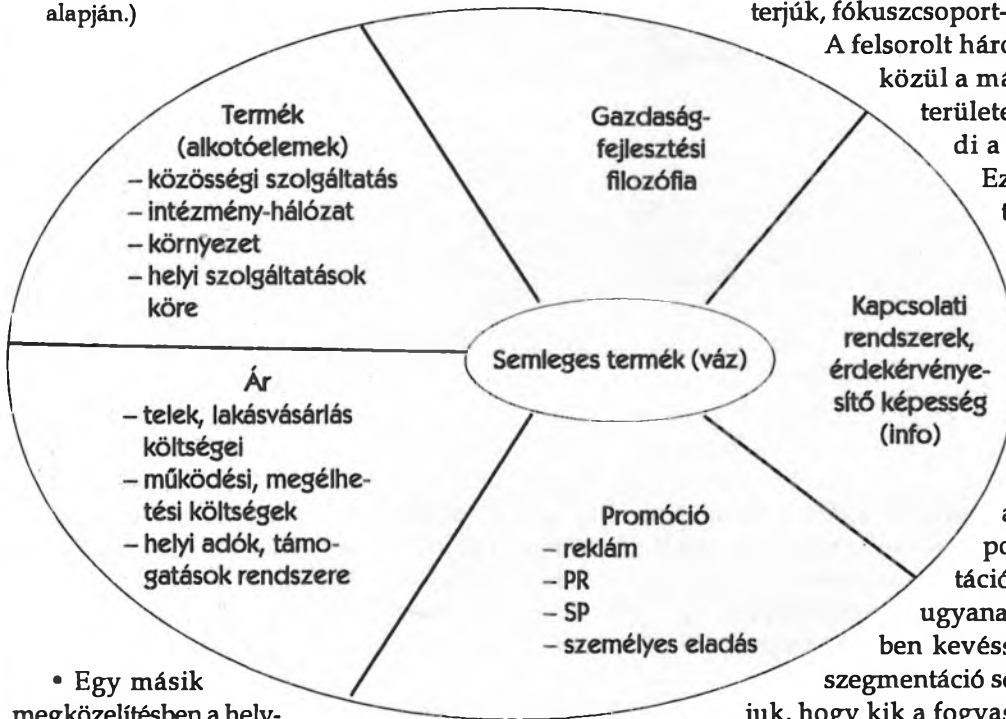 alapján.)
Termék
(alkotóelemek)
– közösségi szolgáltatás
– intézmény-hálózat
– környezet
– helyi szolgáltatások
köre
Gazdaság-
fejlesztési
filozófia
Kapcsolati
rendszerek,
érdekérvénye-
sítő képesség
(info)
Semleges termék (váz)
Ár
– telek, lakásvásárlás
költségei
– működési, megélhe-
tési költségek
– helyi adók, támo-
gatások rendszere
Promóció
– reklám
– PR
– SP
– személyes eladás
• Egy másik
megközelítésben a hely-
terjúk, fókuszcsoport-
A felsorolt háro
közül a má
területe
di a
Ez
t
a
po
táció
ugyana
ben kevéss
szegmentáció se
juk, hogy kik a fogyas